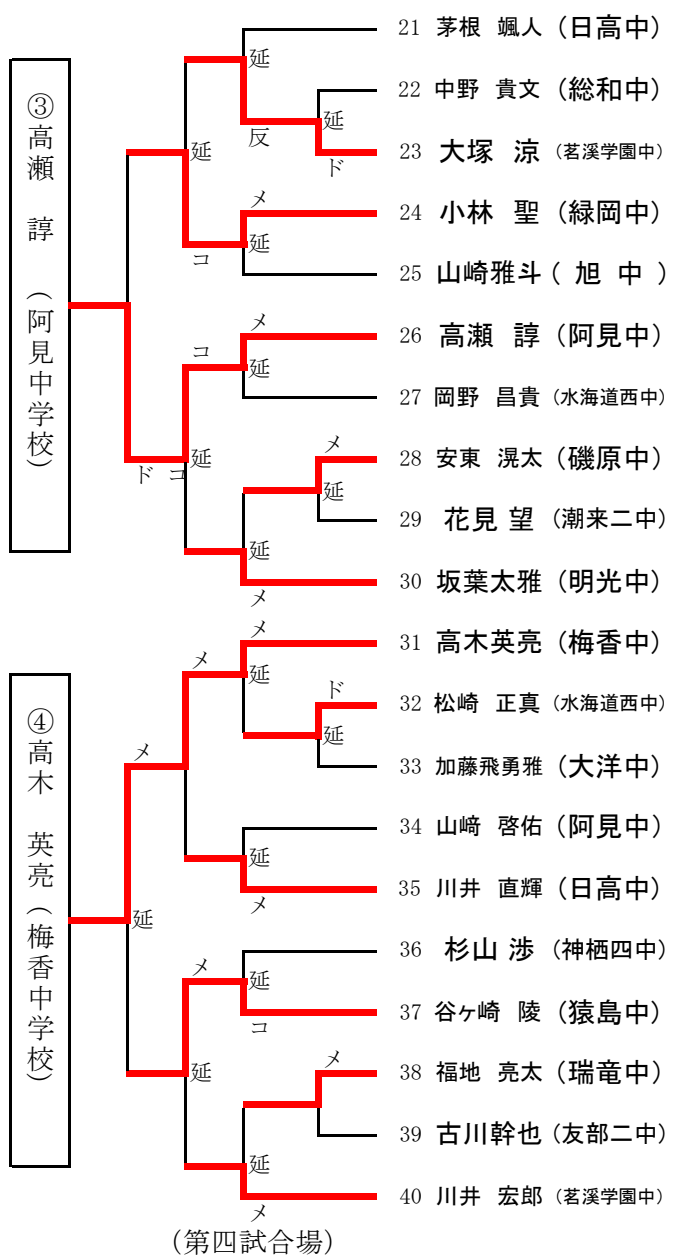 21 茅根 颯人 (日高中)
延
22 中野 貴文 (総和中)
延
反
23 大塚 涼 (茗溪学園中)
ド
延
メ
24 小林 聖 (緑岡中)
コ
延
25 山崎雅斗 ( 旭 中 )
③高瀬 諄 (阿見中学校)
メ
26 高瀬 諄 (阿見中)
コ
延
27 岡野 昌貴 (水海道西中)
メ
28 安東 滉太 (磯原中)
ド コ
延
延
29 花見 望 (潮来二中)
延
30 坂葉太雅 (明光中)
メ
メ
メ
31 高木英亮 (梅香中)
延
ド
32 松崎 正真 (水海道西中)
延
33 加藤飛勇雅 (大洋中)
メ
34 山﨑 啓佑 (阿見中)
延
35 川井 直輝 (日高中)
メ
④高木 英亮 (梅香中学校)
延
36 杉山 渉 (神栖四中)
メ
延
37 谷ヶ崎 陵 (猿島中)
コ
メ
38 福地 亮太 (瑞竜中)
延
39 古川幹也 (友部二中)
延
40 川井 宏郎 (茗溪学園中)
メ
(第四試合場)